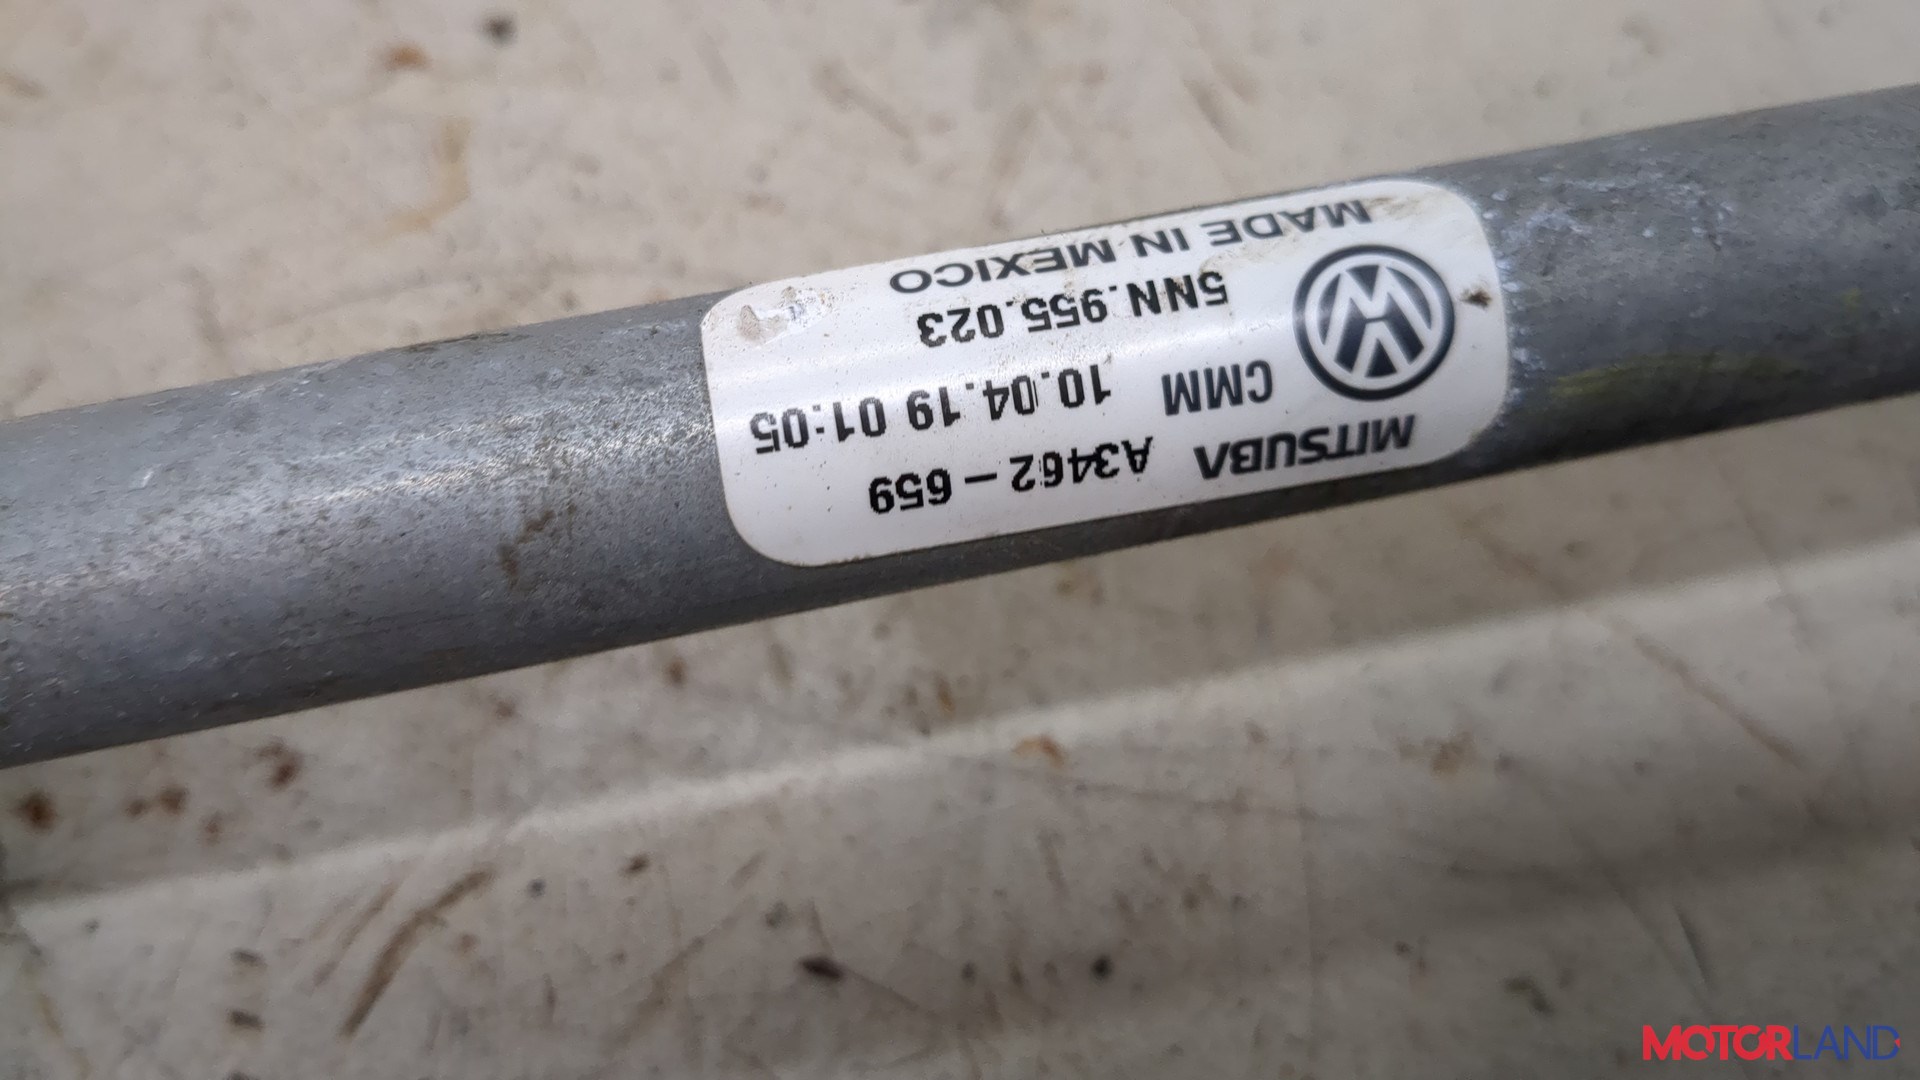 MITSUBA A3462-659
CMM 10.04.19 01:05
5NN.955.023
MADE IN MEXICO
MOTORLAND